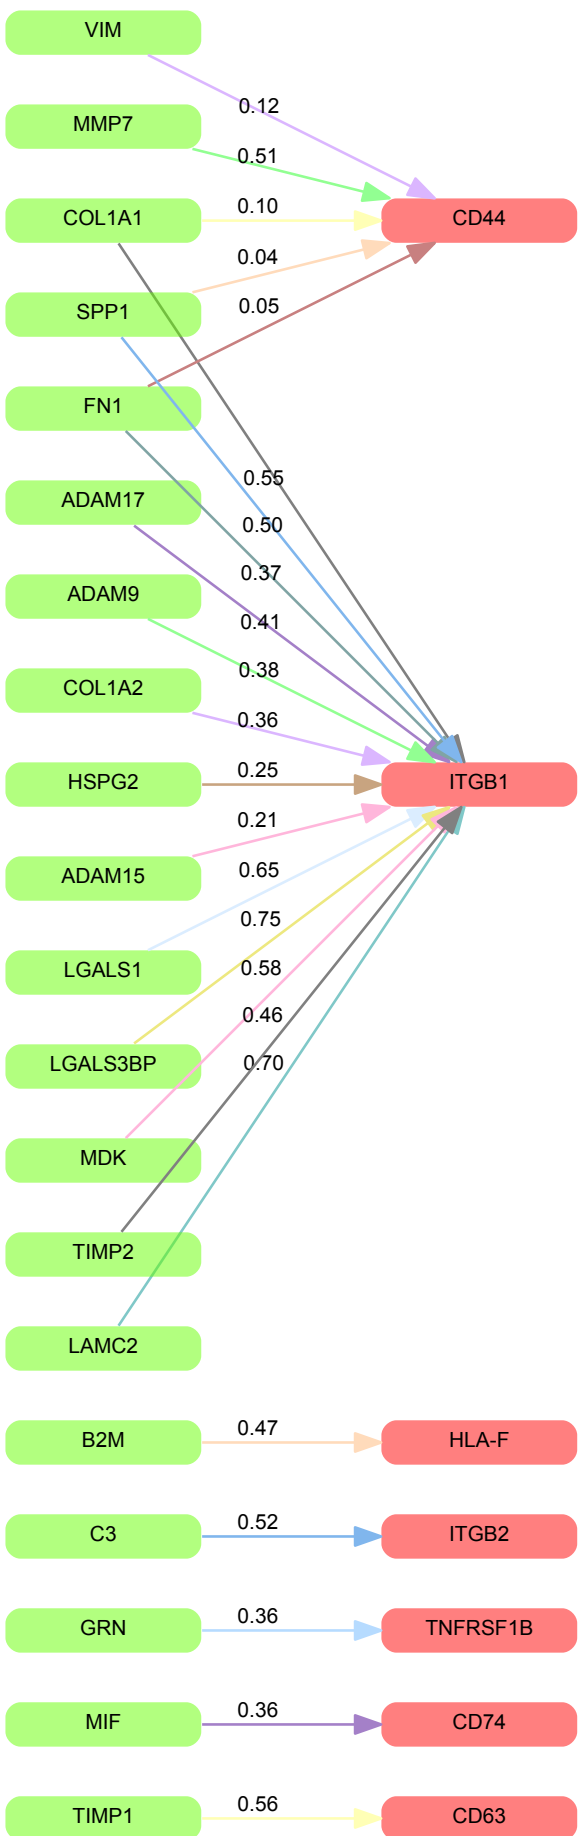 VIM
0.12
MMP7
0.51
COL1A1
0.10
CD44
0.04
SPP1
0.05
FN1
0.55
ADAM17
0.50
0.37
ADAM9
0.41
0.38
COL1A2
0.36
HSPG2
0.25
ITGB1
0.21
ADAM15
0.65
0.75
LGALS1
0.58
0.46
LGALS3BP
0.70
MDK
TIMP2
LAMC2
B2M
0.47
HLA-F
C3
0.52
ITGB2
GRN
0.36
TNFRSF1B
MIF
0.36
CD74
TIMP1
0.56
CD63